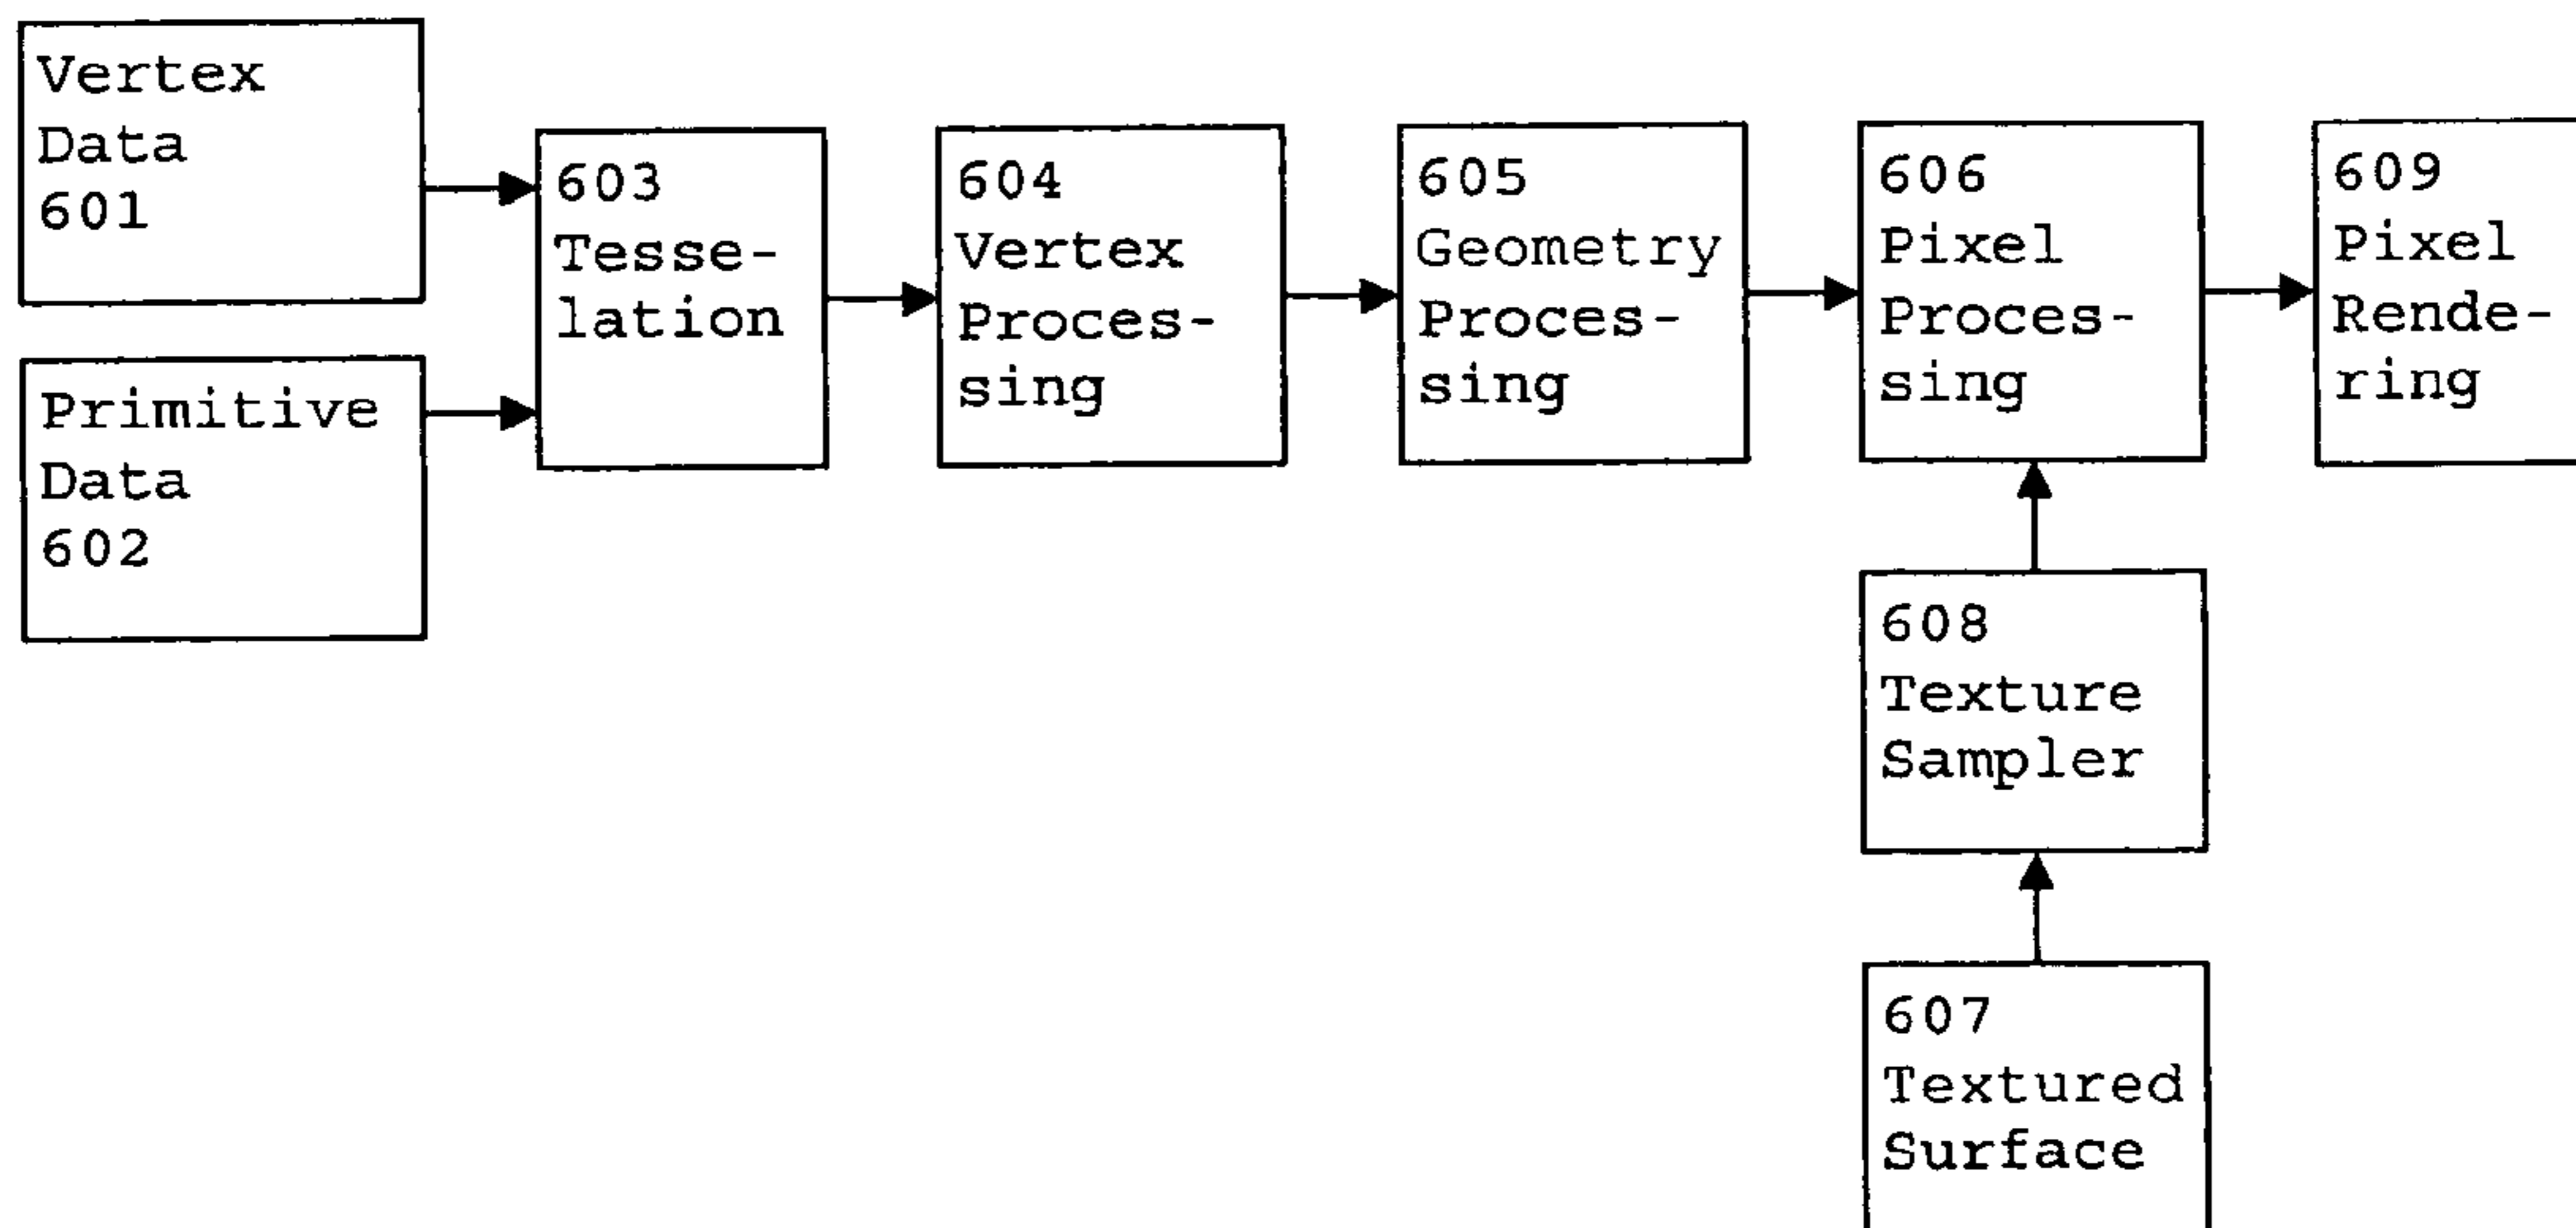 Vertex
Data
601
Primitive
Data
602
603
Tesse-
lation
604
Vertex
Proces-
sing
605
Geometry
Proces-
sing
606
Pixel
Proces-
sing
609
Pixel
Rende-
ring
608
Texture
Sampler
607
Textured
Surface